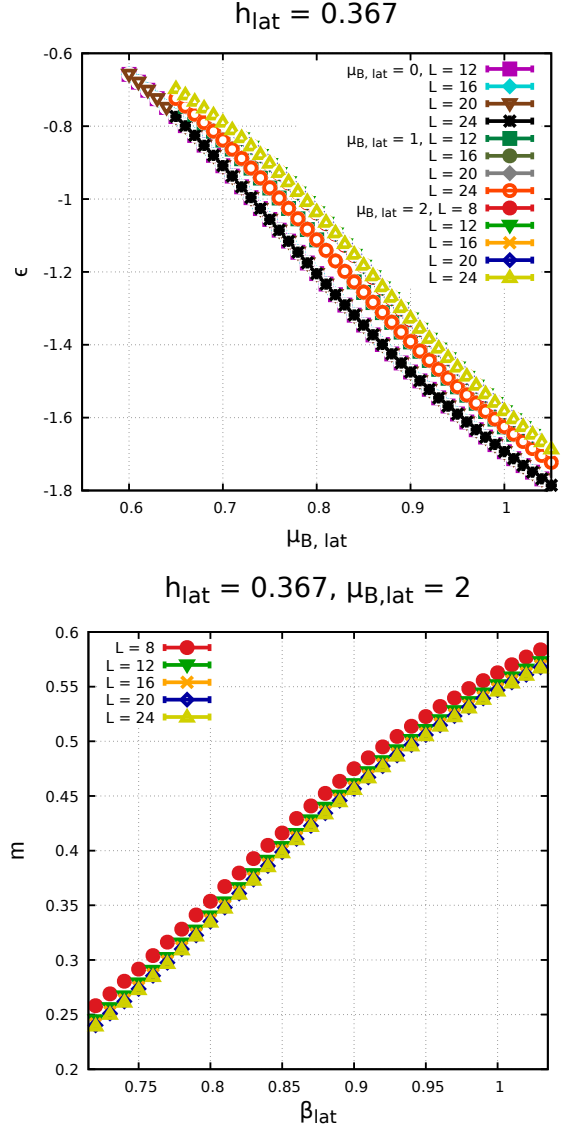 h_lat = 0.367
-0.6
-0.8
-1
-1.2
-1.4
-1.6
-1.8
ϵ
0.6 0.7 0.8 0.9 1
μ_B, lat
μ_B, lat = 0, L = 12
L = 16
L = 20
L = 24
μ_B, lat = 1, L = 12
L = 16
L = 20
L = 24
μ_B, lat = 2, L = 8
L = 12
L = 16
L = 20
L = 24
h_lat = 0.367, μ_B,lat = 2
0.6
0.55
0.5
0.45
0.4
0.35
0.3
0.25
0.2
m
L = 8
L = 12
L = 16
L = 20
L = 24
0.75 0.8 0.85 0.9 0.95 1
β_lat